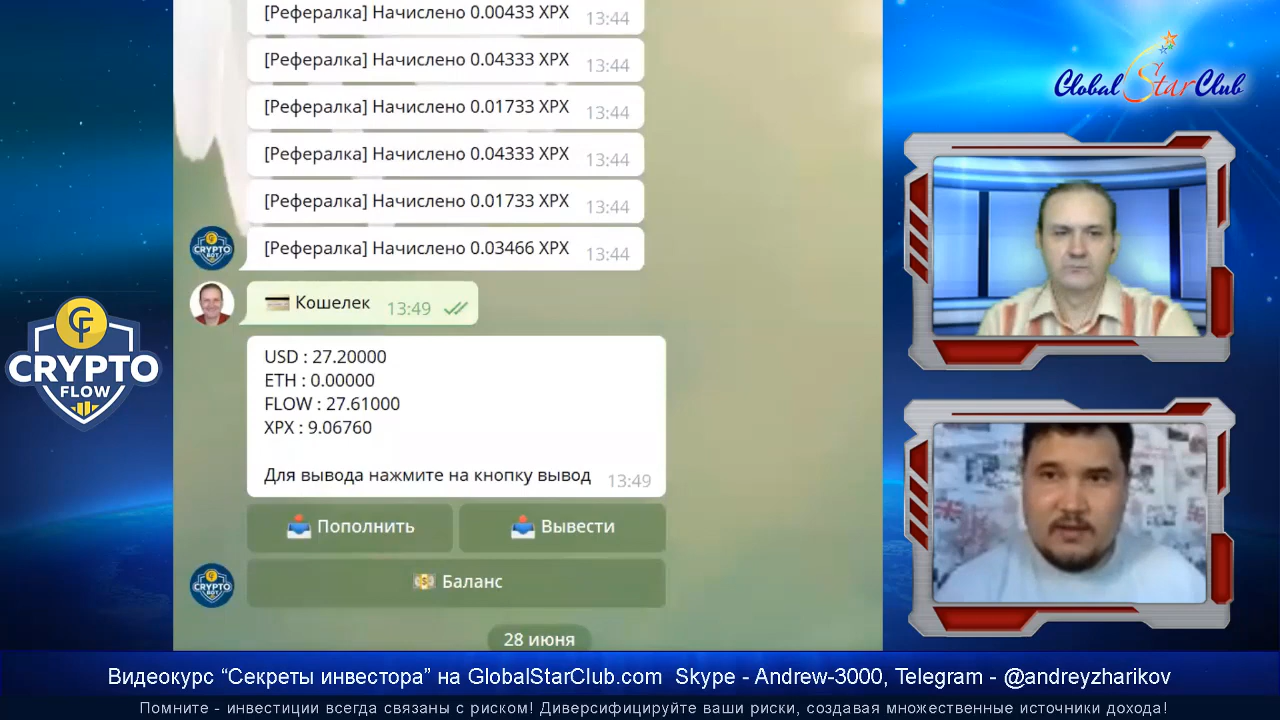 [Рефералка] Начислено 0.00433 XPX 13:44
[Рефералка] Начислено 0.04333 XPX 13:44
[Рефералка] Начислено 0.01733 XPX 13:44
[Рефералка] Начислено 0.04333 XPX 13:44
[Рефералка] Начислено 0.01733 XPX 13:44
[Рефералка] Начислено 0.03466 XPX 13:44
CRYPTO
BOT
Кошелек 13:49
USD : 27.20000
ETH : 0.00000
FLOW : 27.61000
XPX : 9.06760
Для вывода нажмите на кнопку вывод 13:49
Пополнить
Вывести
Баланс
CRYPTO
BOT
28 июня
CF
CRYPTO
FLOW
Global Star Club
Видеокурс “Секреты инвестора” на GlobalStarClub.com Skype - Andrew-3000, Telegram - @andreyzharikov
Помните - инвестиции всегда связаны с риском! Диверсифицируйте ваши риски, создавая множественные источники дохода!